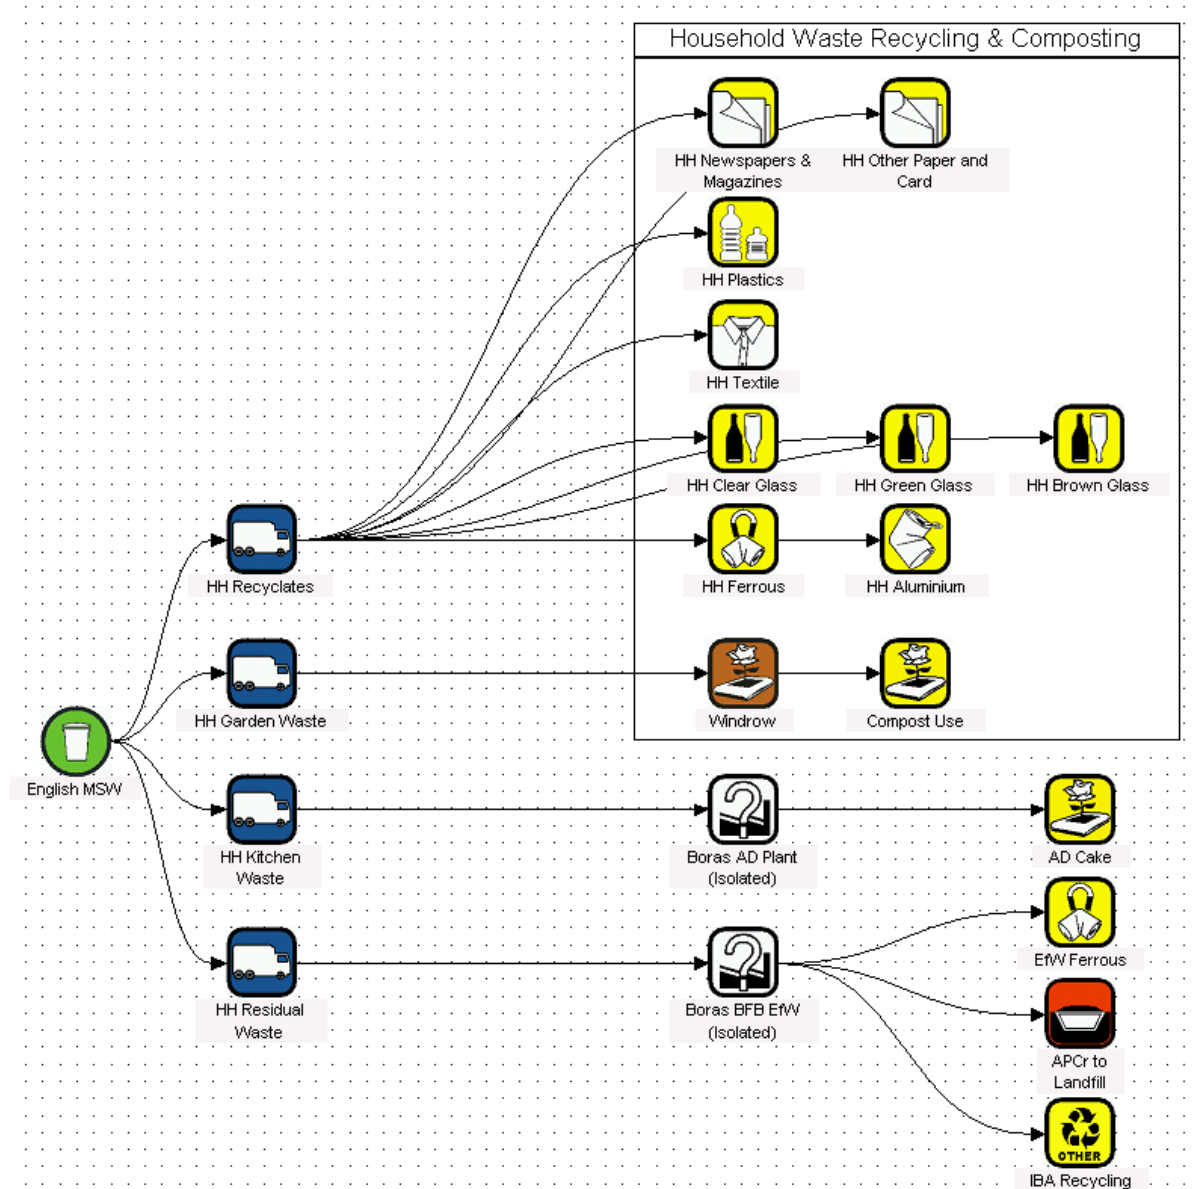 Household Waste Recycling & Composting
HH Newspapers &
Magazines
HH Other Paper and
Card
HH Plastics
HH Textile
HH Clear Glass
HH Green Glass
HH Brown Glass
HH Recyclates
HH Ferrous
HH Aluminium
HH Garden Waste
Windrow
Compost Use
English MSW
HH Kitchen
Waste
Boras AD Plant
(Isolated)
AD Cake
EfW Ferrous
HH Residual
Waste
Boras BFB EfW
(Isolated)
APCr to
Landfill
OTHER
IBA Recycling